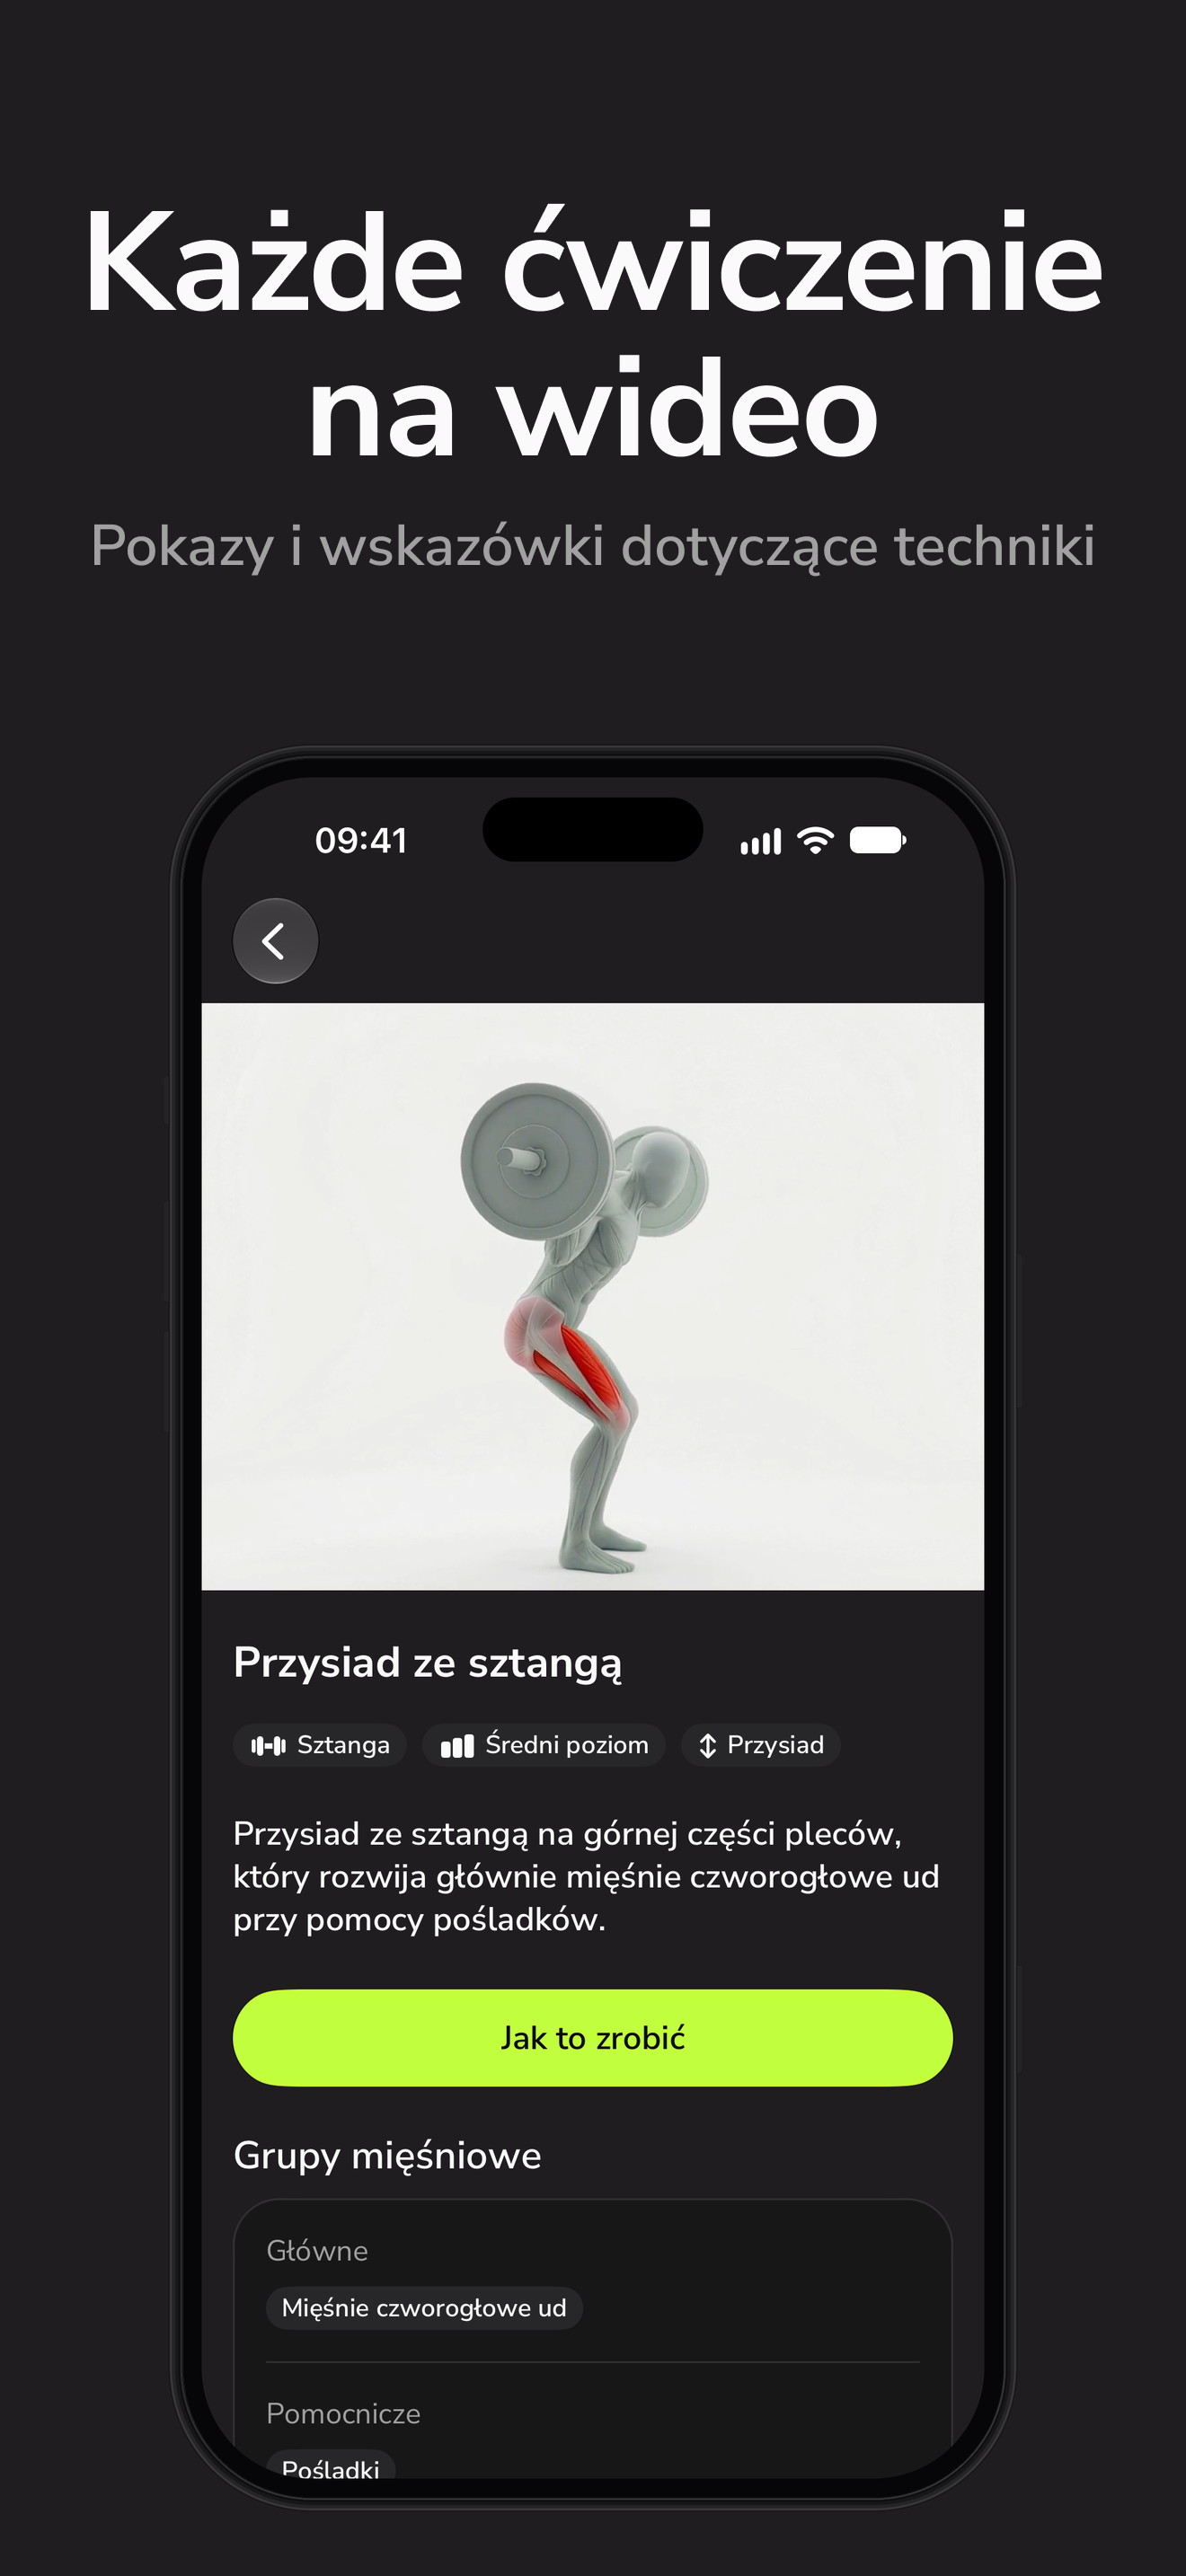 Każde ćwiczenie
na wideo
Pokazy i wskazówki dotyczące techniki
09:41
Przysiad ze sztangą
Sztanga
Średni poziom
Przysiad
Przysiad ze sztangą na górnej części pleców,
który rozwija głównie mięśnie czworogłowe ud
przy pomocy pośladków.
Jak to zrobić
Grupy mięśniowe
Główne
Mięśnie czworogłowe ud
Pomocnicze
Pośladki